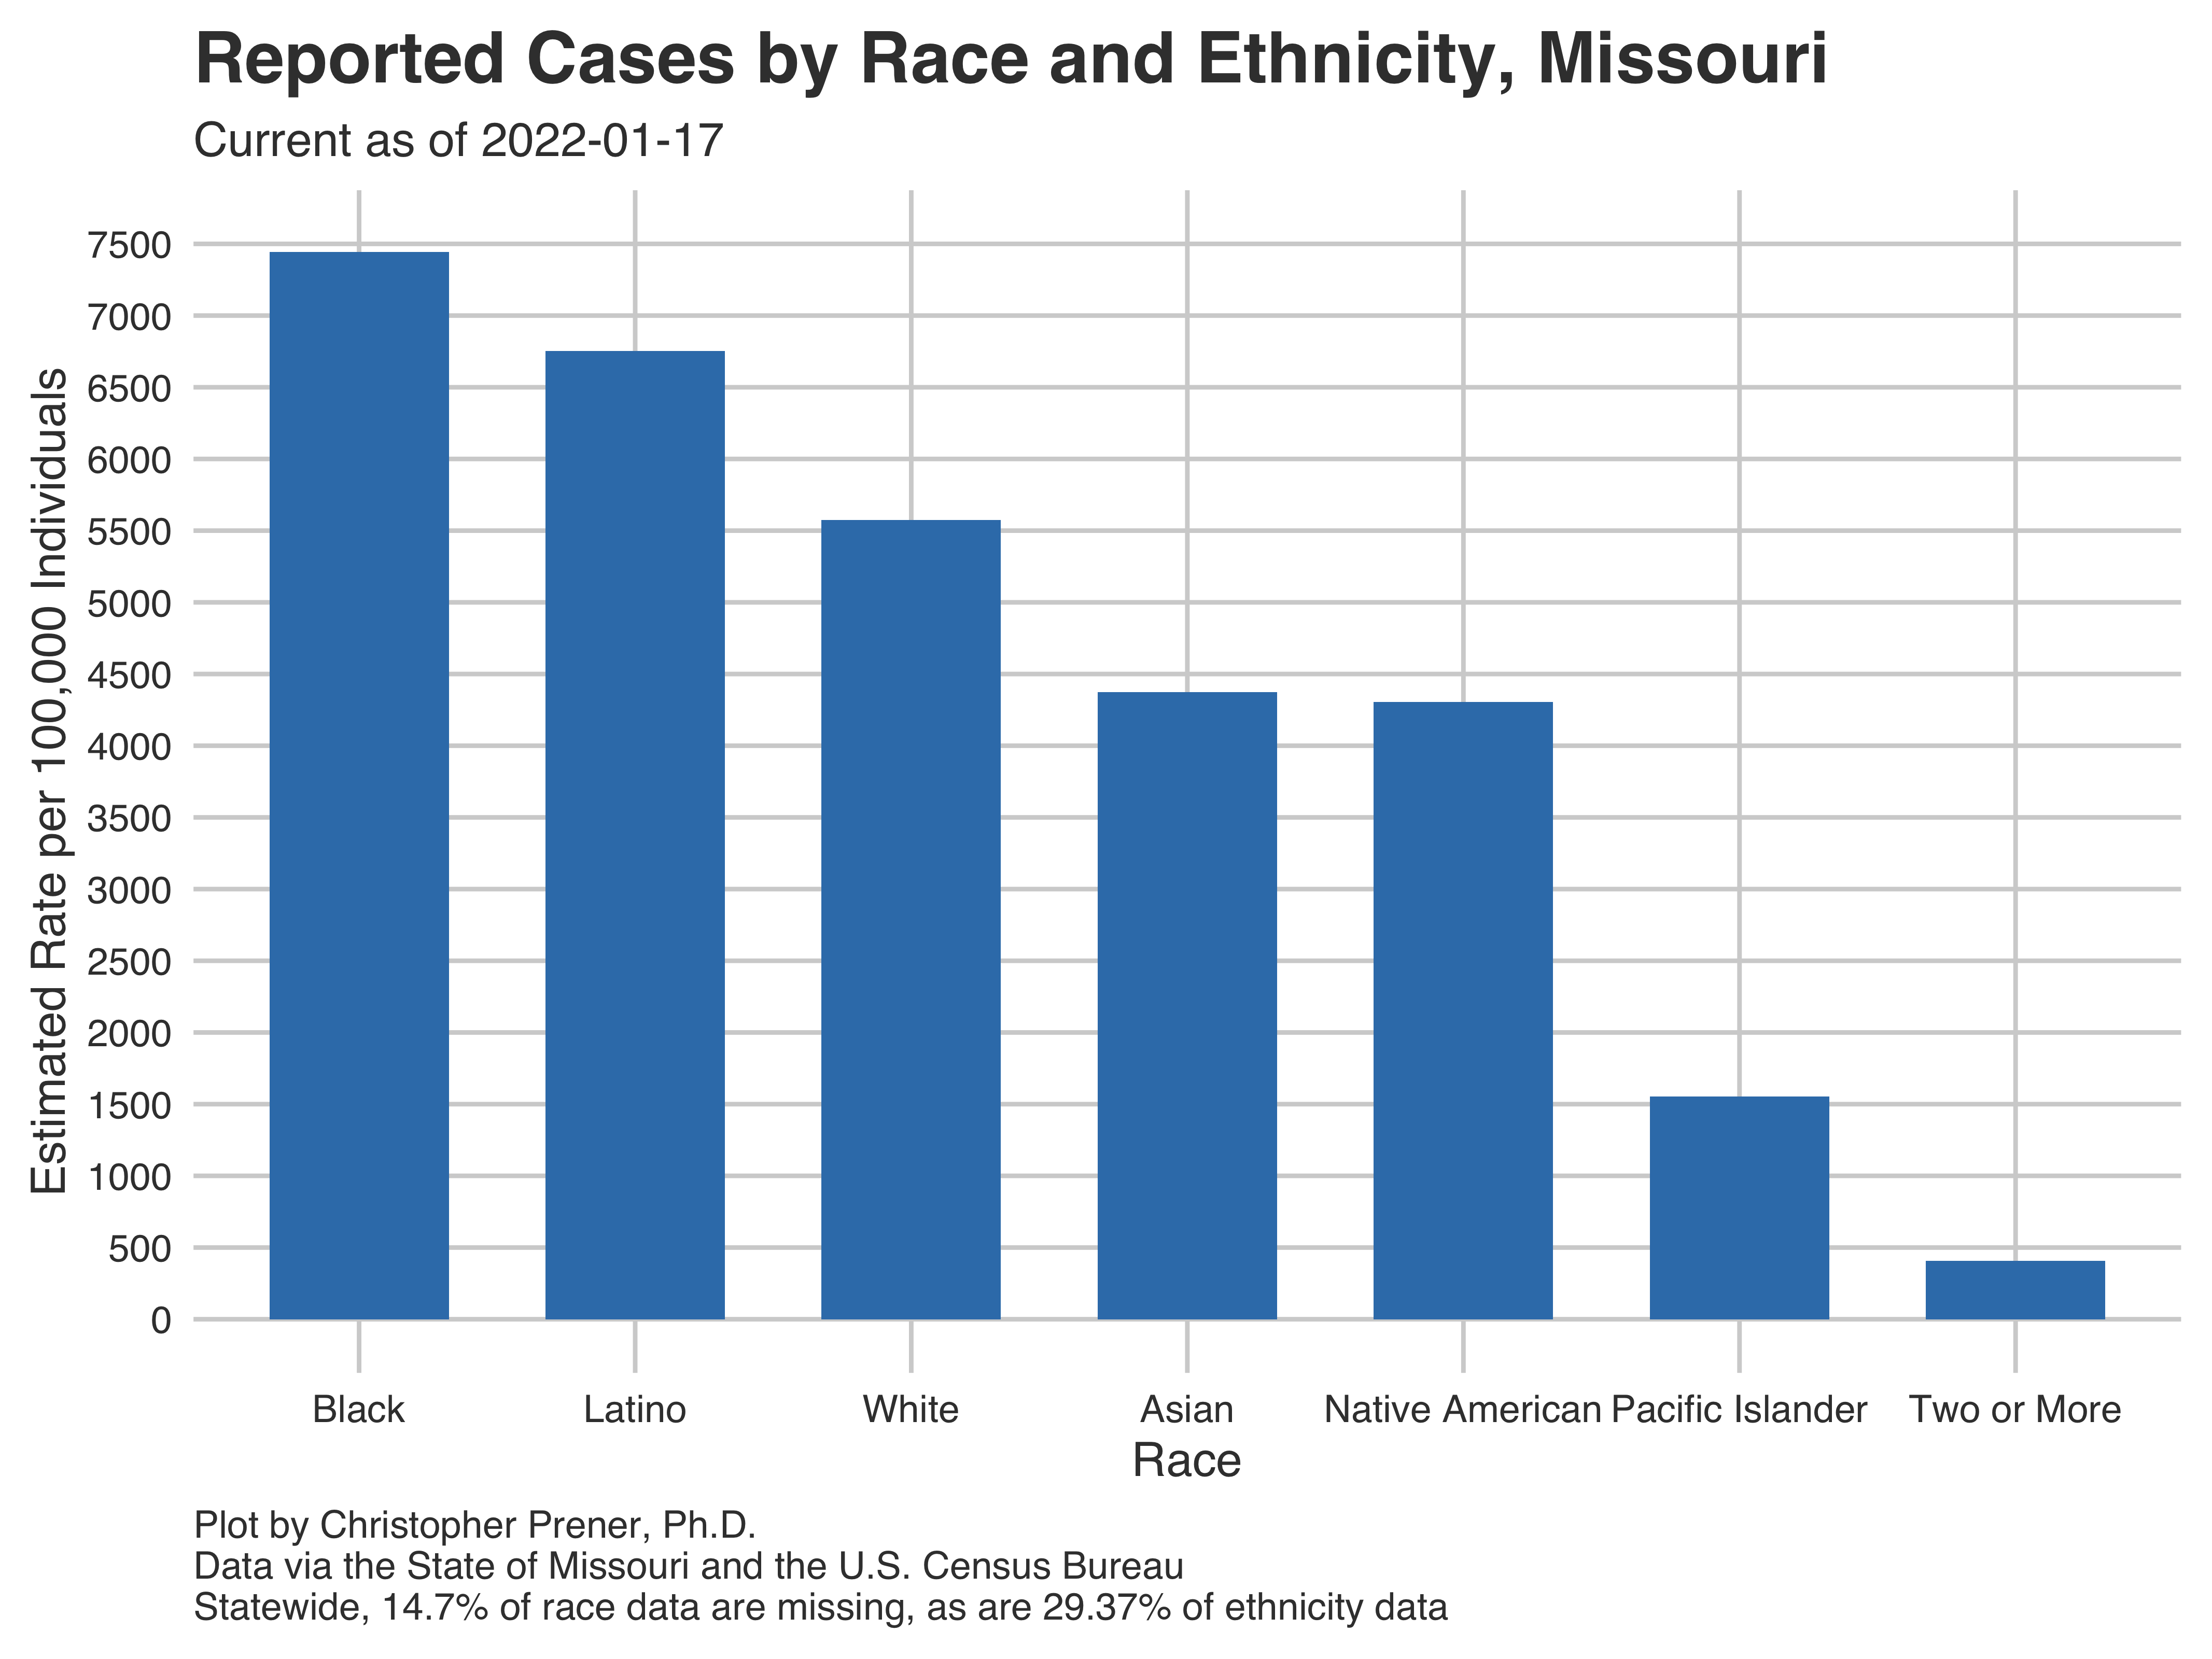 Reported Cases by Race and Ethnicity, Missouri
Current as of 2022-01-17
Estimated Rate per 100,000 Individuals
7500
7000
6500
6000
5500
5000
4500
4000
3500
3000
2500
2000
1500
1000
500
0
Black Latino White Asian Native American Pacific Islander Two or More
Race
Plot by Christopher Prener, Ph.D.
Data via the State of Missouri and the U.S. Census Bureau
Statewide, 14.7% of race data are missing, as are 29.37% of ethnicity data